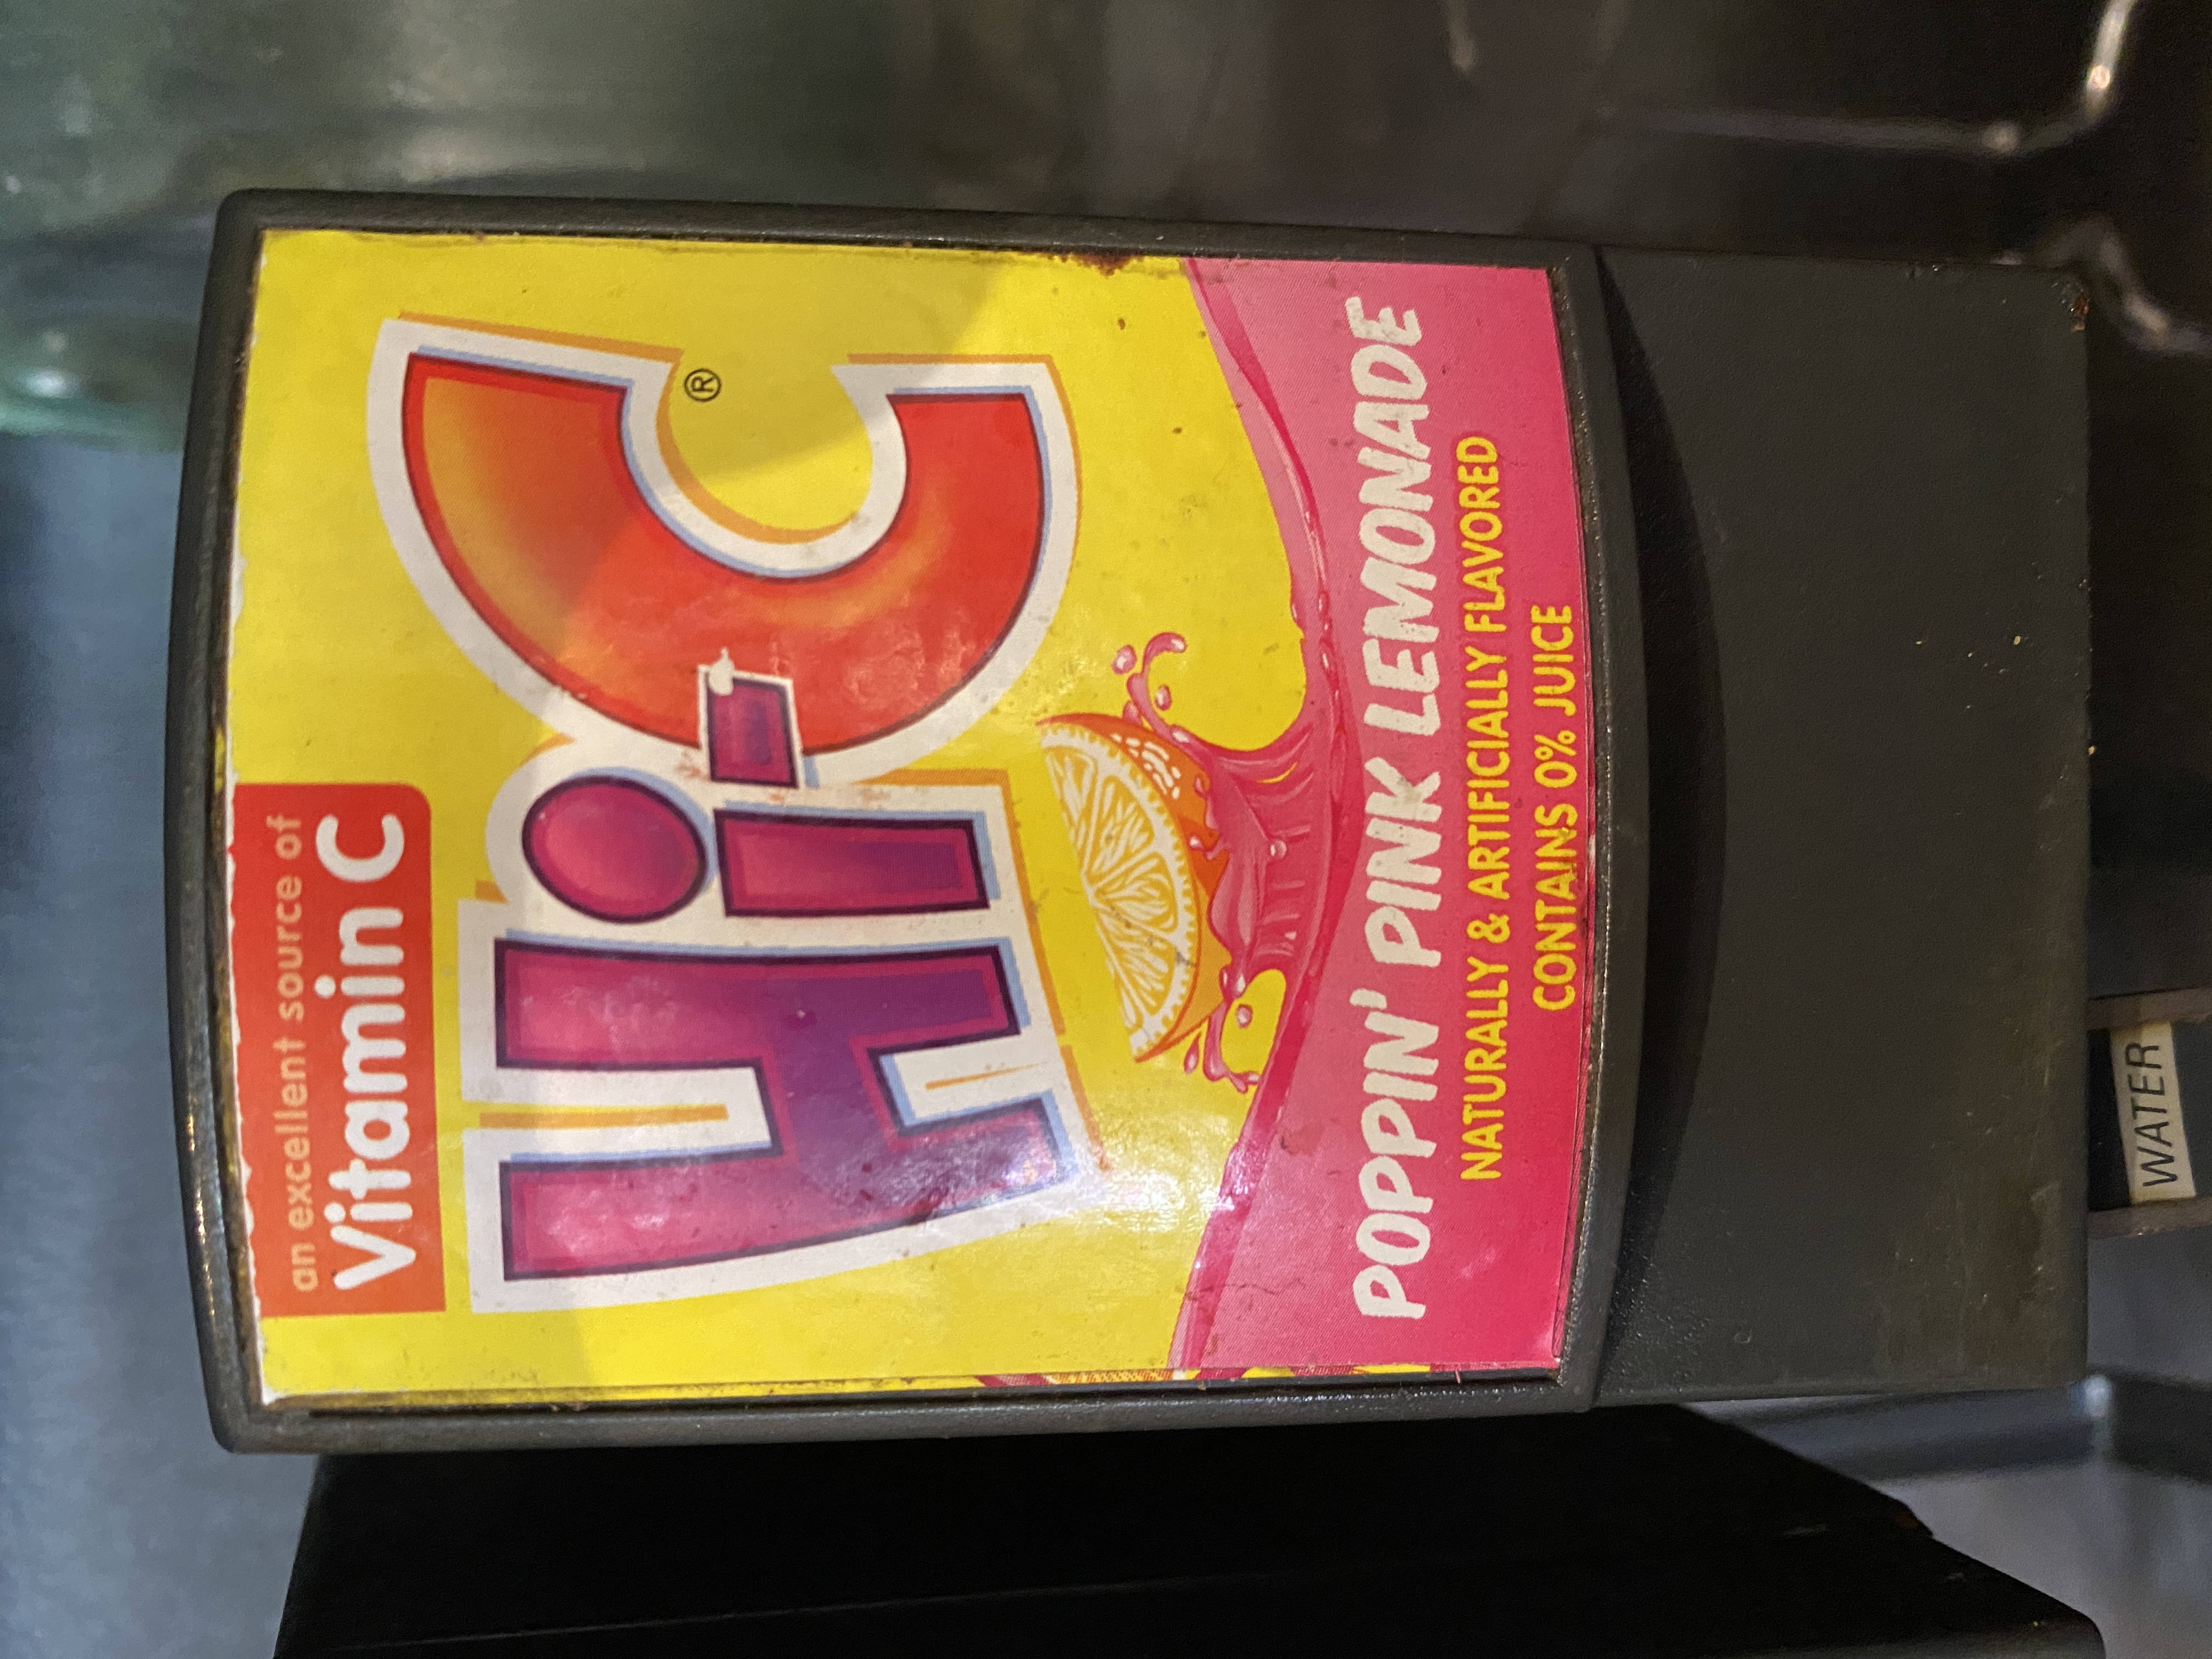 an excellent source of
Vitamin C
Hi-C®
POPPIN' PINK LEMONADE
NATURALLY & ARTIFICIALLY FLAVORED
CONTAINS 0% JUICE
WATER